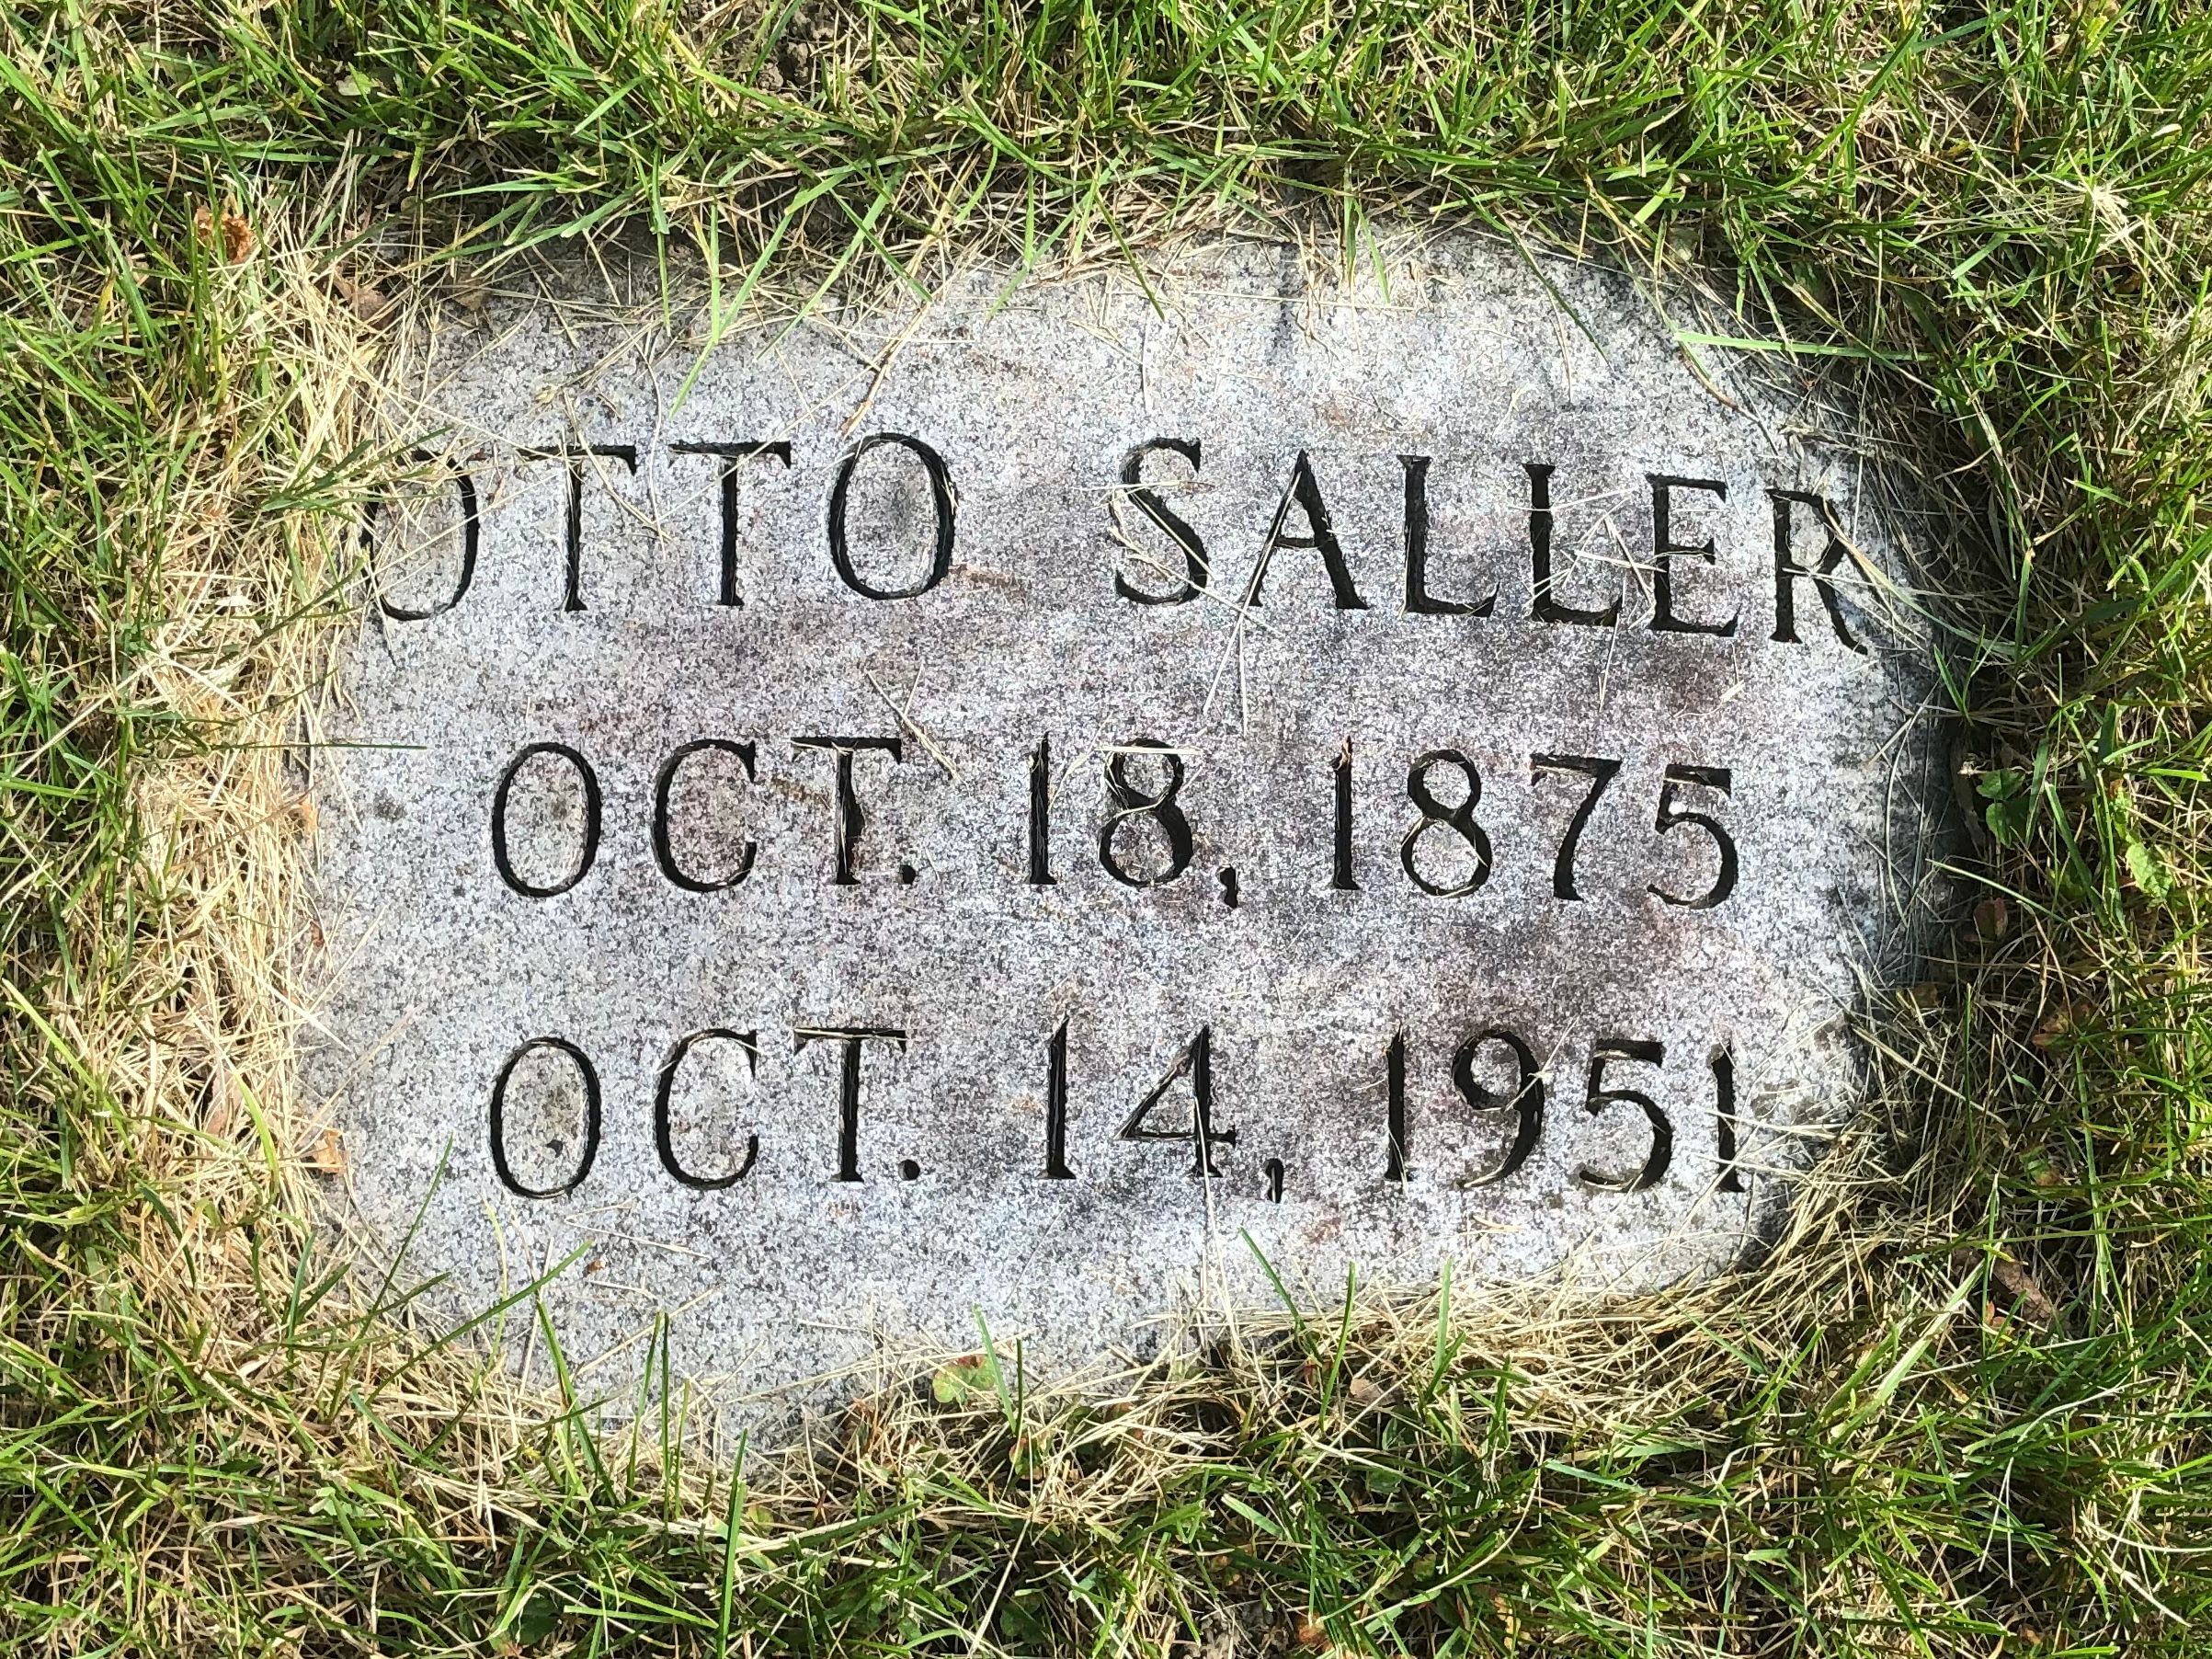 OTTO SALLER
OCT. 18, 1875
OCT. 14, 1951